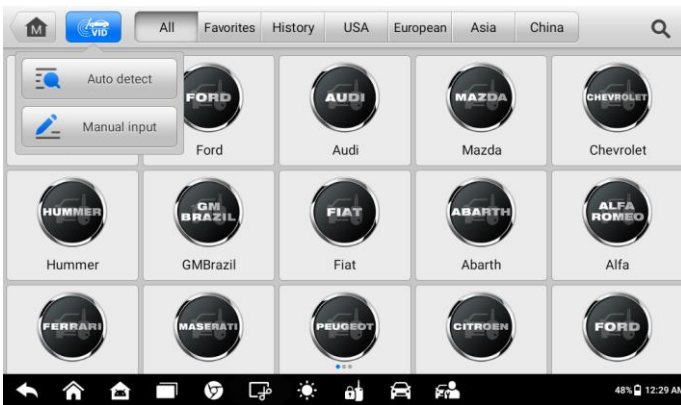 M
VID
All
Favorites
History
USA
European
Asia
China
Auto detect
Manual input
FORD
AUDI
MAZDA
CHEVROLET
Ford
Audi
Mazda
Chevrolet
HUMMER
GM
BRAZIL
FIAT
ABARTH
ALFA
ROMEO
Hummer
GMBrazil
Fiat
Abarth
Alfa
FERRARI
MASERATI
PEUGEOT
CITROEN
FORD
48% 12:29 AM